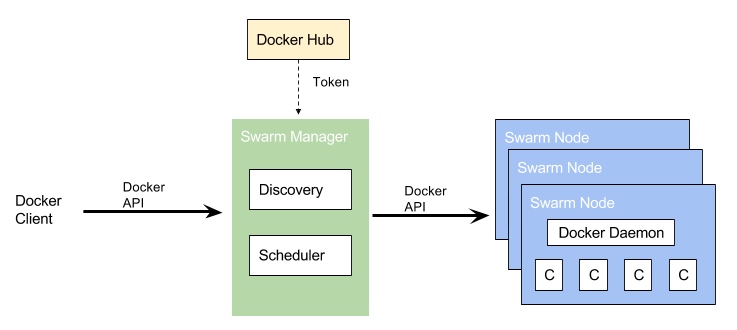 Docker Hub
Token
Swarm Manager
Discovery
Scheduler
Docker
Client
Docker
API
Docker
API
Swarm Node
Swarm Node
Swarm Node
Docker Daemon
C
C
C
C